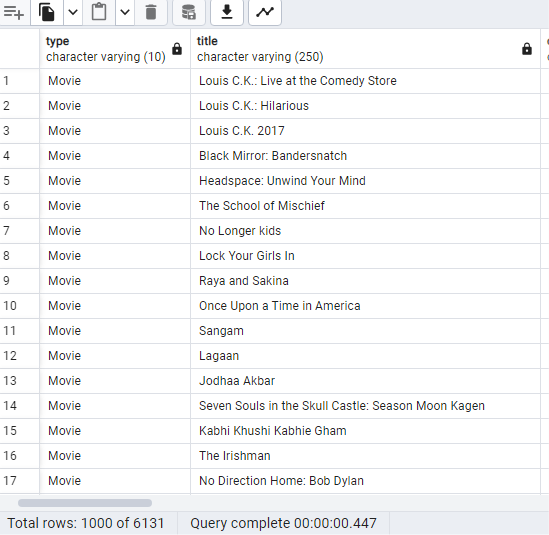 type title
character varying (10) character varying (250)
1 Movie Louis C.K.: Live at the Comedy Store
2 Movie Louis C.K.: Hilarious
3 Movie Louis C.K. 2017
4 Movie Black Mirror: Bandersnatch
5 Movie Headspace: Unwind Your Mind
6 Movie The School of Mischief
7 Movie No Longer kids
8 Movie Lock Your Girls In
9 Movie Raya and Sakina
10 Movie Once Upon a Time in America
11 Movie Sangam
12 Movie Lagaan
13 Movie Jodhaa Akbar
14 Movie Seven Souls in the Skull Castle: Season Moon Kagen
15 Movie Kabhi Khushi Kabhie Gham
16 Movie The Irishman
17 Movie No Direction Home: Bob Dylan
Total rows: 1000 of 6131 Query complete 00:00:00.447